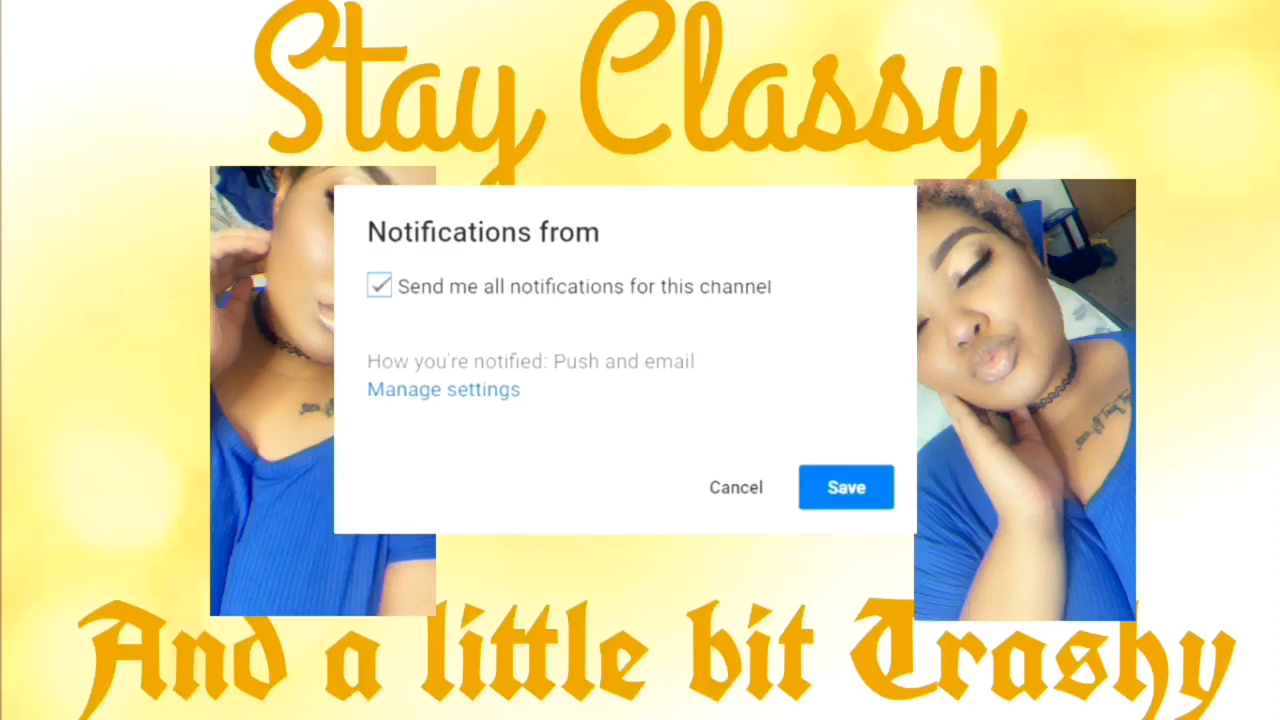 Stay Classy
Notifications from
Send me all notifications for this channel
How you're notified: Push and email
Manage settings
Cancel
Save
And a little bit Trashy